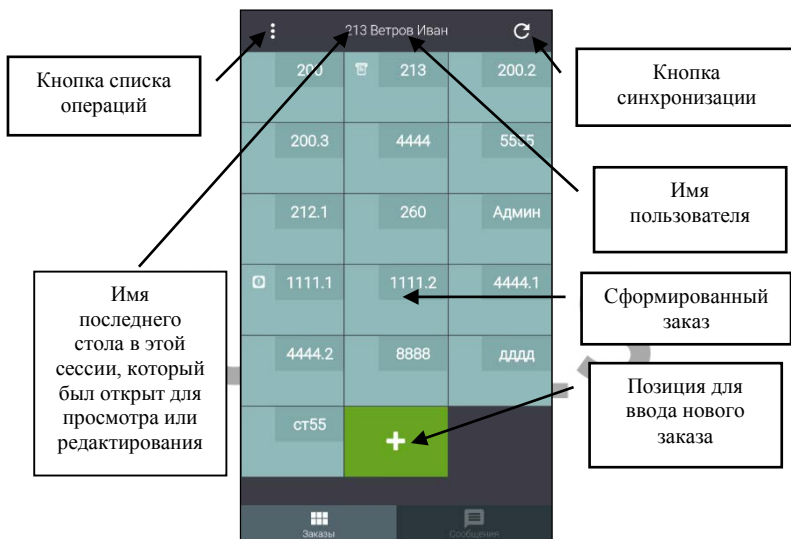 213 Ветров Иван
Кнопка списка
операций
Кнопка
синхронизации
200
213
200.2
200.3
4444
5555
212.1
260
Админ
Имя
пользователя
Имя
последнего
стола в этой
сессии, который
был открыт для
просмотра или
редактирования
1111.1
1111.2
4444.1
Сформированный
заказ
4444.2
8888
дддд
Позиция для
ввода нового
заказа
ст55
Заказы
Сообщения